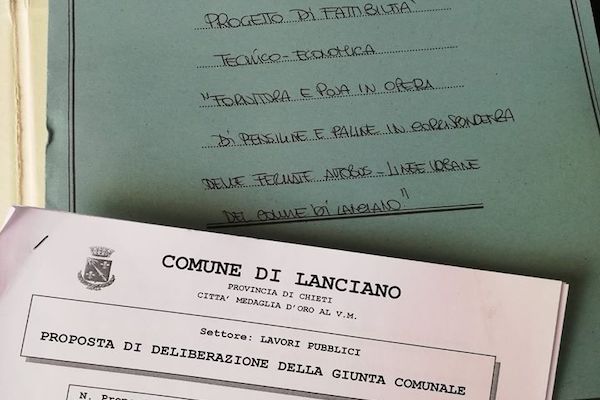 PROGETTO DI FATTIBILITÀ
TECNICO-ECONOMICA
"FORNITURA E POSA IN OPERA
DI PENSILINE E PALINE IN CORRISPONDENZA
DELLE FERMATE AUTOBUS - LINEE URBANE
DEL COMUNE DI LANCIANO"
COMUNE DI LANCIANO
PROVINCIA DI CHIETI
CITTA' MEDAGLIA D'ORO AL V.M.
Settore: LAVORI PUBBLICI
PROPOSTA DI DELIBERAZIONE DELLA GIUNTA COMUNALE
N.